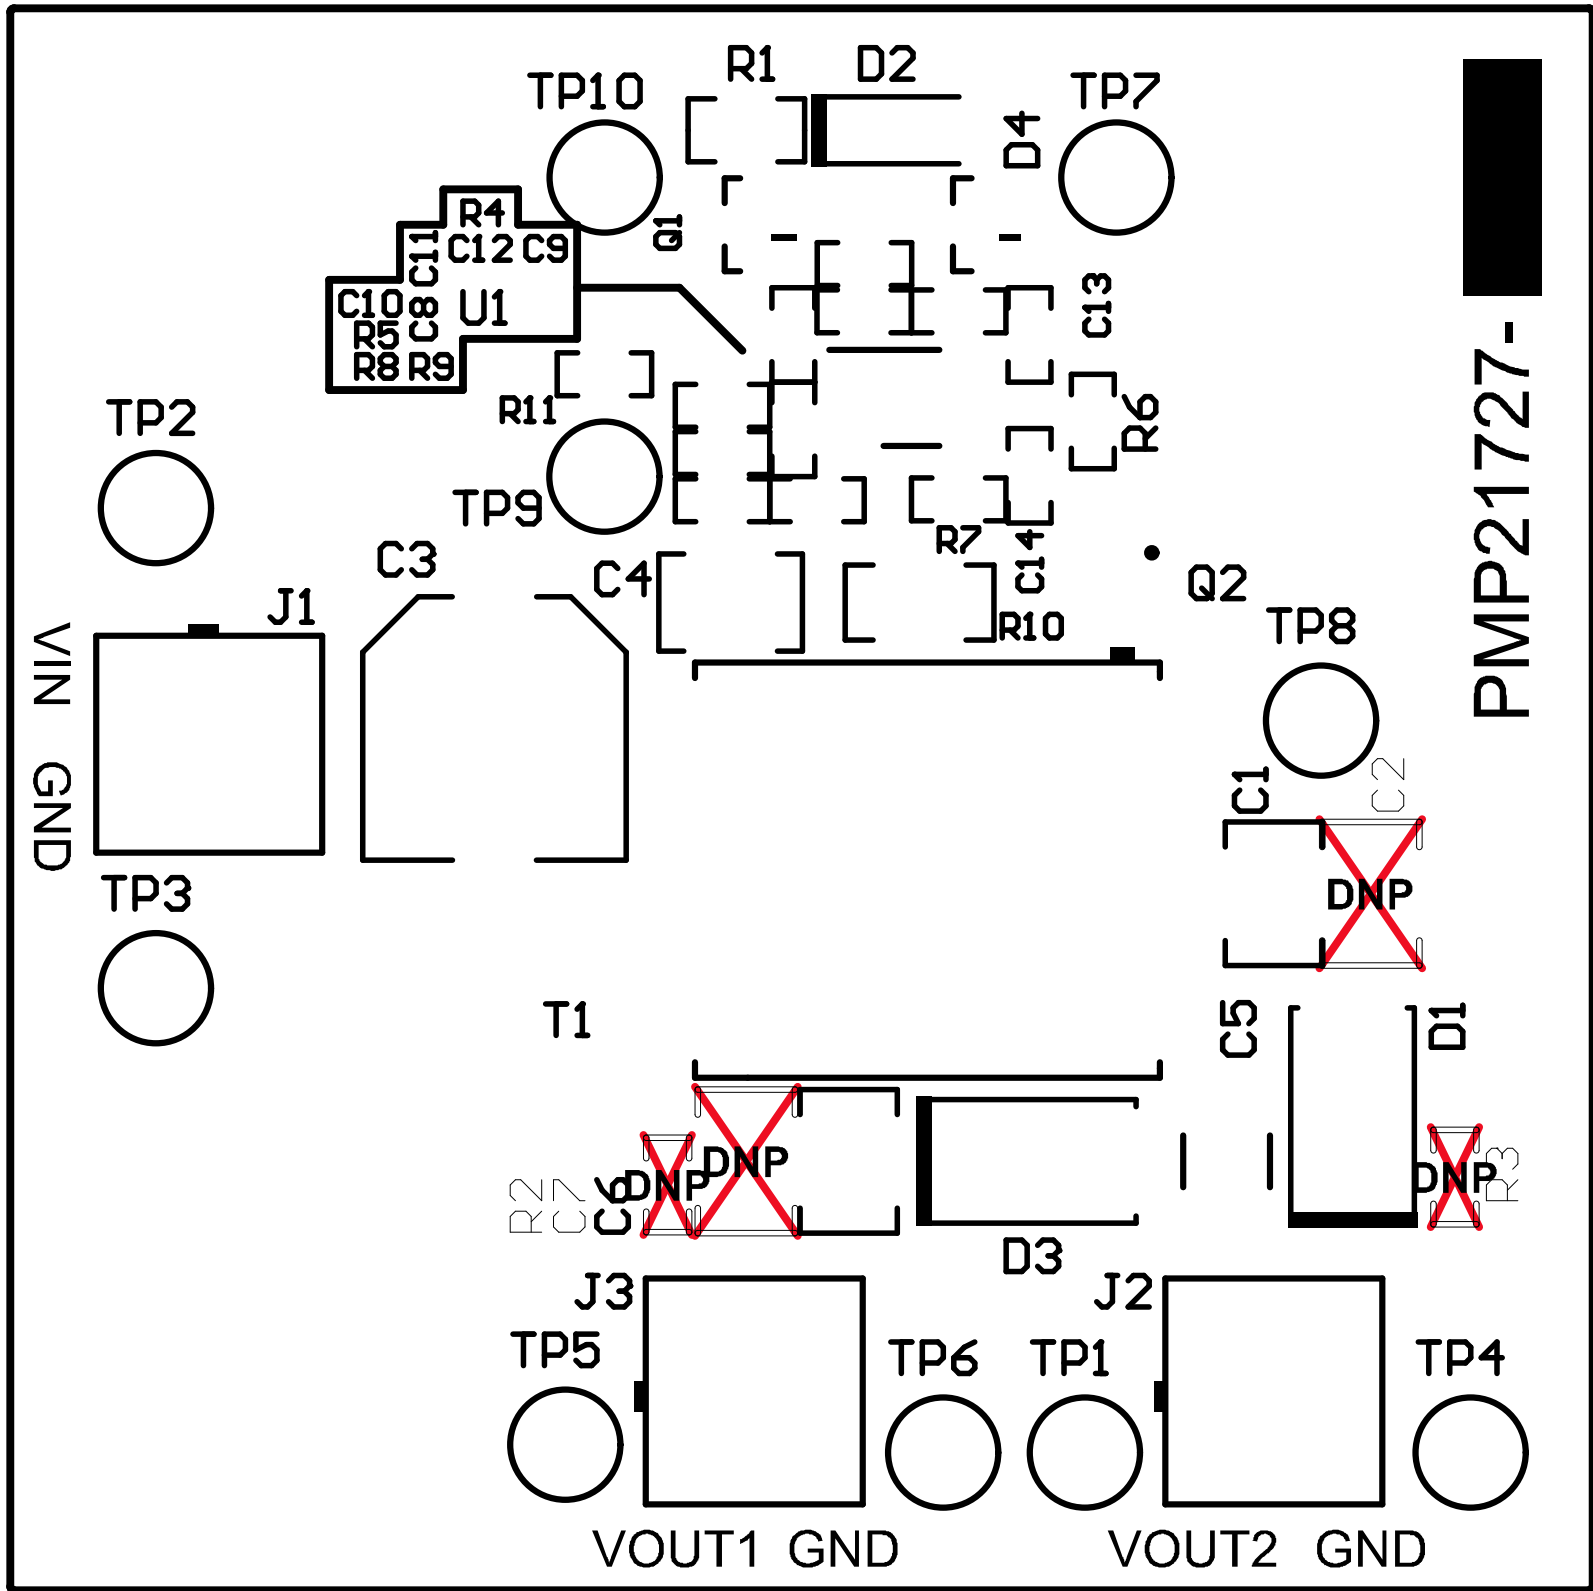 R1
D2
TP10
TP7
D4
R4
Q1
C11
C12
C9
C10
C8
U1
C13
R5
R8
R9
R11
R6
TP2
TP9
R7
C14
C3
C4
Q2
R10
J1
TP8
PMP21727-
VIN GND
C1
C2
DNP
TP3
T1
C5
D1
DNP
DNP
DNP
R2
C7
C6
R3
D3
J3
J2
TP5
TP6
TP1
TP4
VOUT1 GND
VOUT2 GND